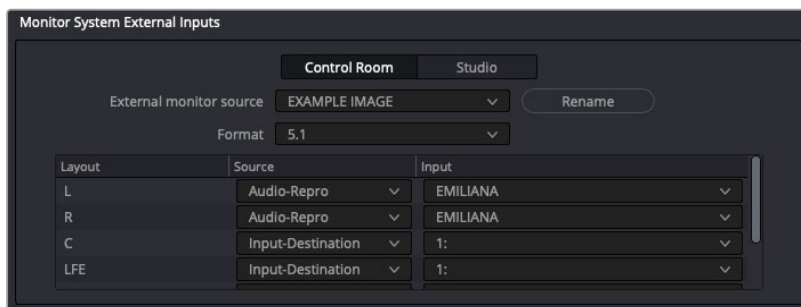 Monitor System External Inputs
Control Room Studio
External monitor source EXAMPLE IMAGE Rename
Format 5.1
Layout Source Input
L Audio-Repro EMILIANA
R Audio-Repro EMILIANA
C Input-Destination 1:
LFE Input-Destination 1: